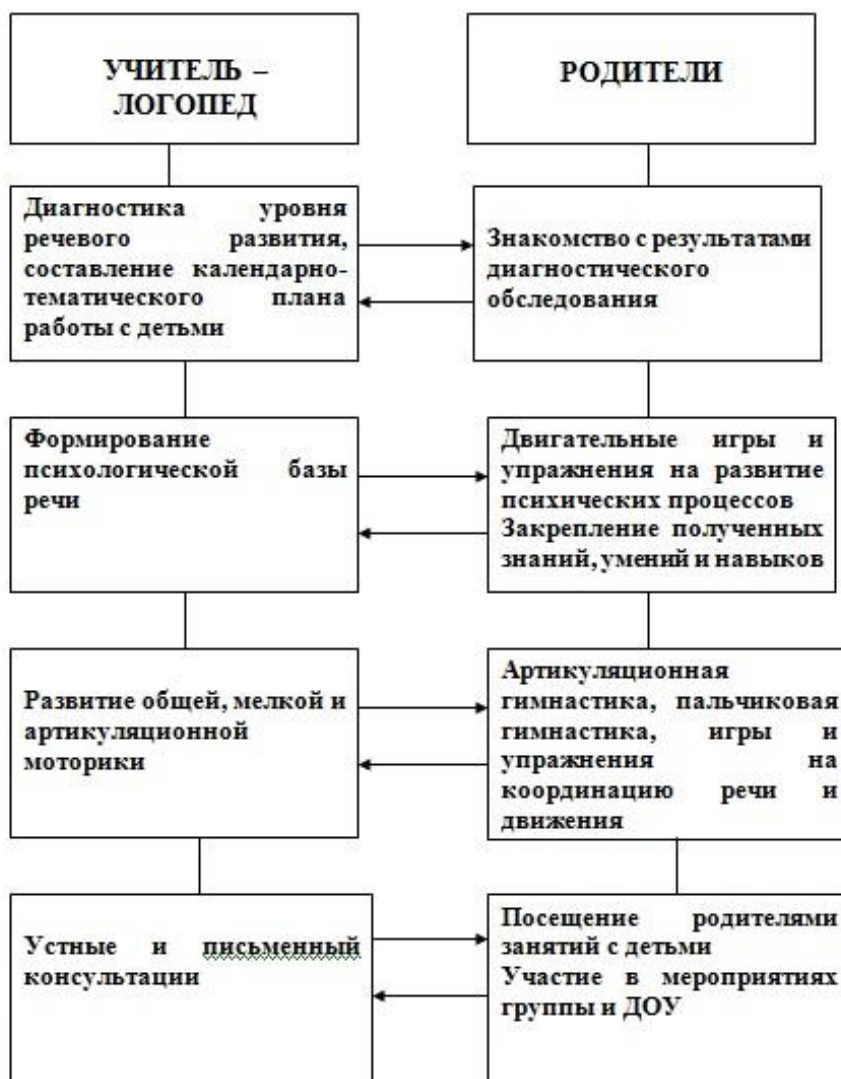 УЧИТЕЛЬ –
ЛОГОПЕД
РОДИТЕЛИ
Диагностика уровня
речевого развития,
составление календарно-
тематического плана
работы с детьми
Знакомство с результатами
диагностического
обследования
Формирование
психологической базы
речи
Двигательные игры и
упражнения на развитие
психических процессов
Закрепление полученных
знаний, умений и навыков
Развитие общей, мелкой и
артикуляционной
моторики
Артикуляционная
гимнастика, пальчиковая
гимнастика, игры и
упражнения на
координацию речи и
движения
Устные и письменный
консультации
Посещение родителями
занятий с детьми
Участие в мероприятиях
группы и ДОУ